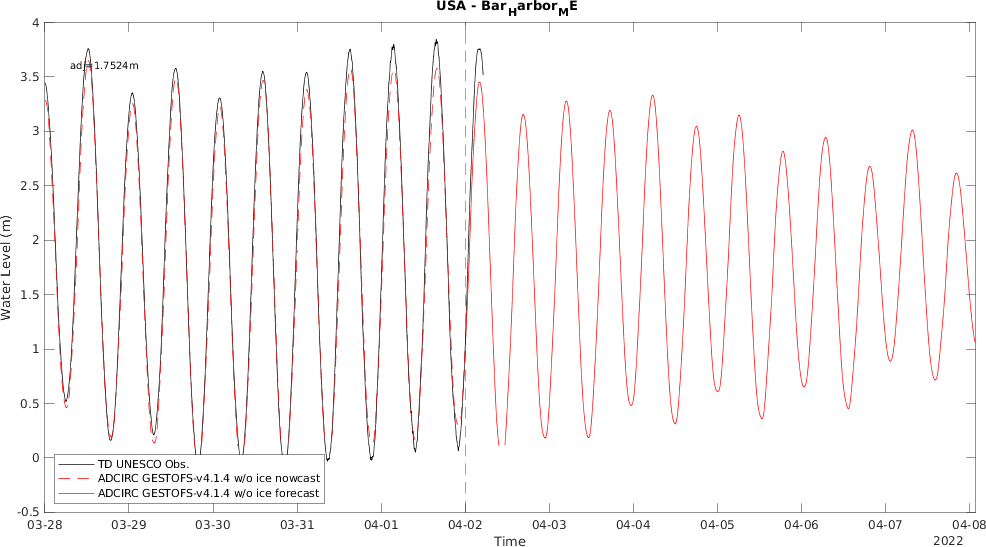 USA - Bar_Harbor_ME
adj=1.7524m
4
3.5
3
2.5
2
1.5
1
0.5
0
-0.5
Water Level (m)
TD UNESCO Obs.
ADCIRC GESTOFS-v4.1.4 w/o ice nowcast
ADCIRC GESTOFS-v4.1.4 w/o ice forecast
03-28 03-29 03-30 03-31 04-01 04-02 04-03 04-04 04-05 04-06 04-07 04-08
Time
2022